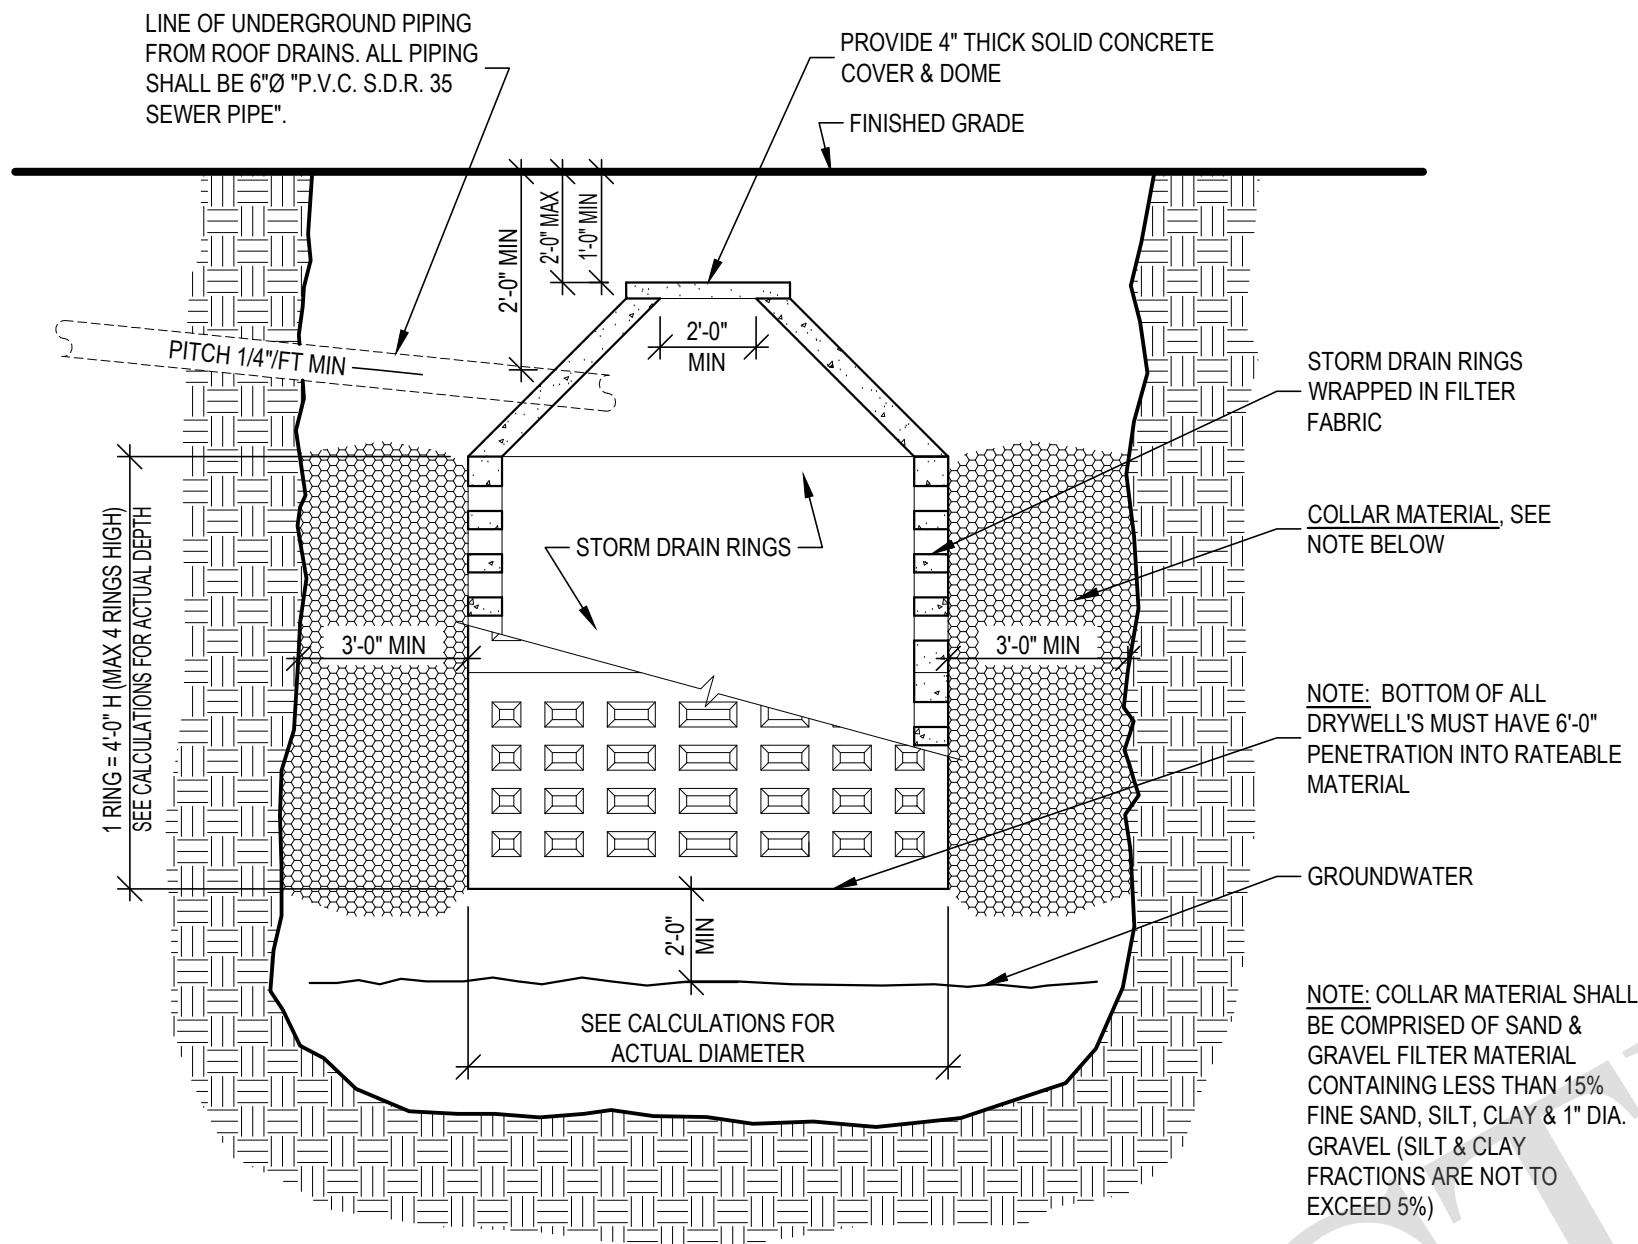 LINE OF UNDERGROUND PIPING
FROM ROOF DRAINS. ALL PIPING
SHALL BE 6"Ø "P.V.C. S.D.R. 35
SEWER PIPE".
PROVIDE 4" THICK SOLID CONCRETE
COVER & DOME
FINISHED GRADE
2'-0" MIN
2'-0" MAX
1'-0" MIN
2'-0"
MIN
PITCH 1/4"/FT MIN
STORM DRAIN RINGS
WRAPPED IN FILTER
FABRIC
1 RING = 4'-0" H (MAX 4 RINGS HIGH)
SEE CALCULATIONS FOR ACTUAL DEPTH
STORM DRAIN RINGS
COLLAR MATERIAL, SEE
NOTE BELOW
3'-0" MIN
3'-0" MIN
NOTE: BOTTOM OF ALL
DRYWELL'S MUST HAVE 6'-0"
PENETRATION INTO RATEABLE
MATERIAL
GROUNDWATER
2'-0"
MIN
SEE CALCULATIONS FOR
ACTUAL DIAMETER
NOTE: COLLAR MATERIAL SHALL
BE COMPRISED OF SAND &
GRAVEL FILTER MATERIAL
CONTAINING LESS THAN 15%
FINE SAND, SILT, CLAY & 1" DIA.
GRAVEL (SILT & CLAY
FRACTIONS ARE NOT TO
EXCEED 5%)